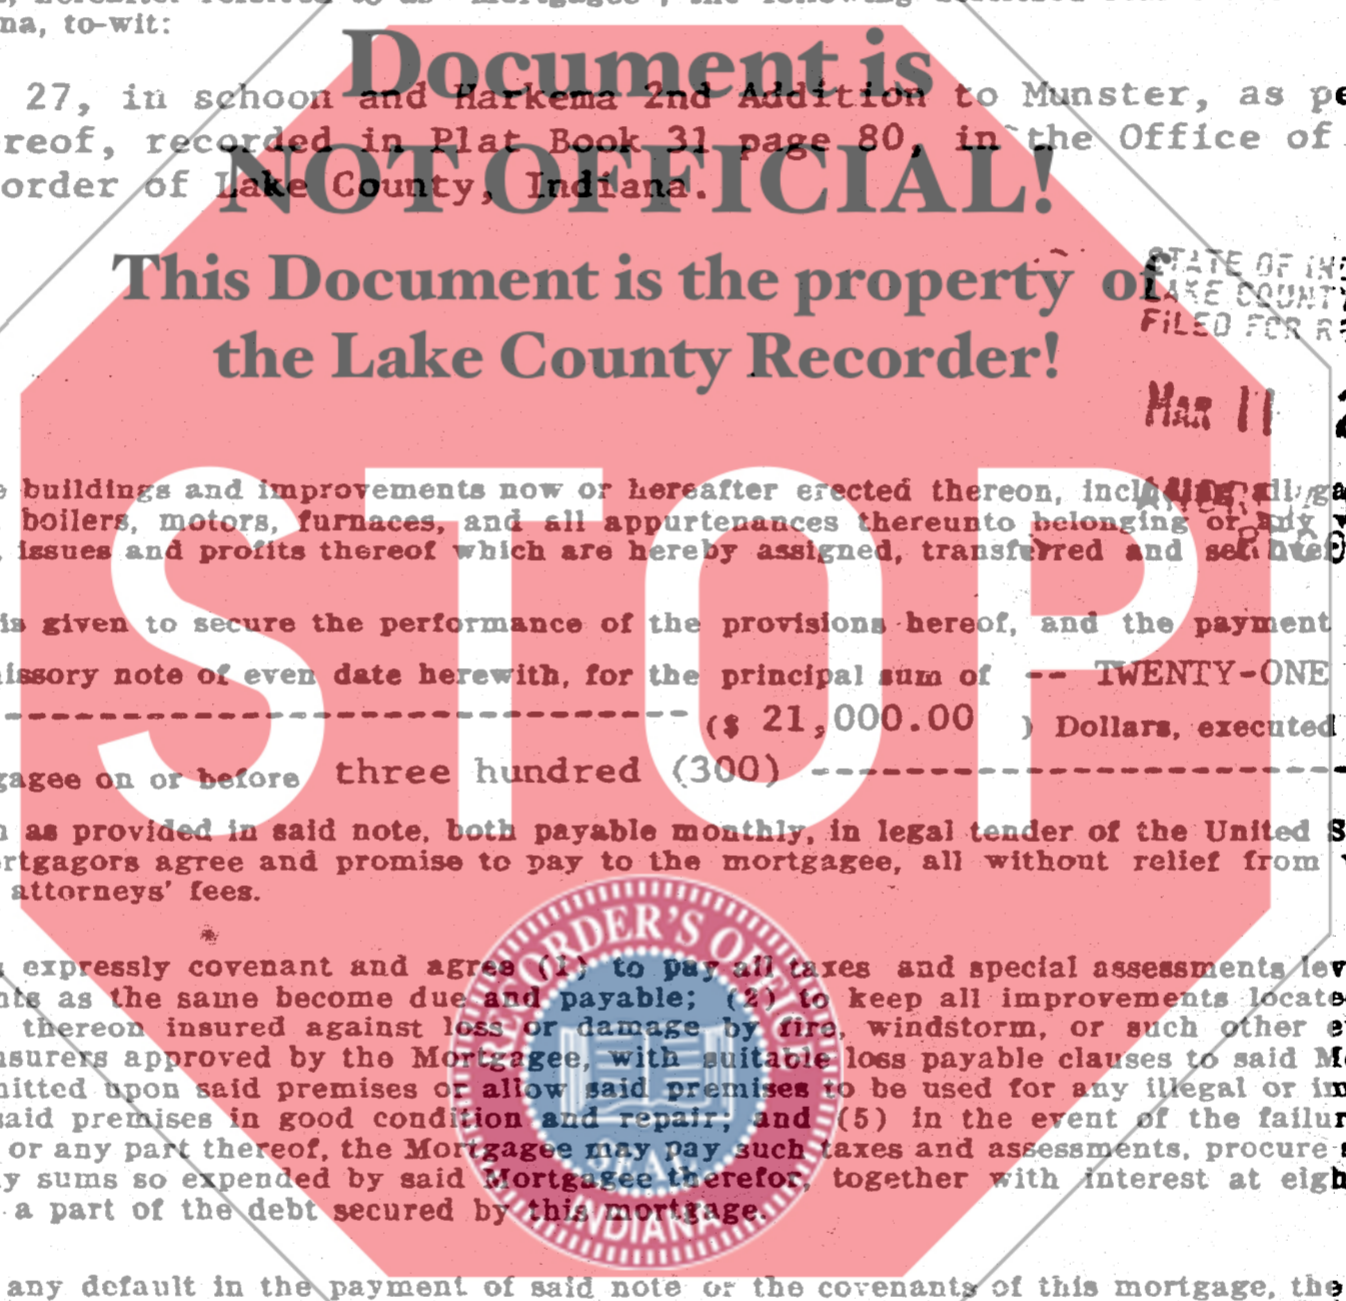 na, to-wit:
Document is
27, in schoon and Harkema 2nd Addition to Munster, as pe
reof, recorded in Plat Book 31 page 80, in the Office of
NOT OFFICIAL!
order of Lake County, Indiana.
This Document is the property of
the Lake County Recorder!
STATE OF IN
LAKE COUNTY
FILED FOR R
MAR 11 2
STOP
buildings and improvements now or hereafter erected thereon, including all ga
boilers, motors, furnaces, and all appurtenances thereunto belonging or any
, issues and profits thereof which are hereby assigned, transferred and set over
is given to secure the performance of the provisions hereof, and the payment
issory note of even date herewith, for the principal sum of -- TWENTY-ONE
($ 21,000.00 ) Dollars, executed
gagee on or before three hundred (300)
as provided in said note, both payable monthly, in legal tender of the United S
rtgagors agree and promise to pay to the mortgagee, all without relief from
attorneys' fees.
expressly covenant and agree (1) to pay all taxes and special assessments lev
nts as the same become due and payable; (2) to keep all improvements locate
thereon insured against loss or damage by fire, windstorm, or such other e
nsurers approved by the Mortgagee, with suitable loss payable clauses to said M
mitted upon said premises or allow said premises to be used for any illegal or im
said premises in good condition and repair; and (5) in the event of the failur
or any part thereof, the Mortgagee may pay such taxes and assessments, procure
y sums so expended by said Mortgagee therefor, together with interest at eigh
a part of the debt secured by this mortgage.
RECORDER'S OFFICE
SEAL
INDIANA
any default in the payment of said note or the covenants of this mortgage, the